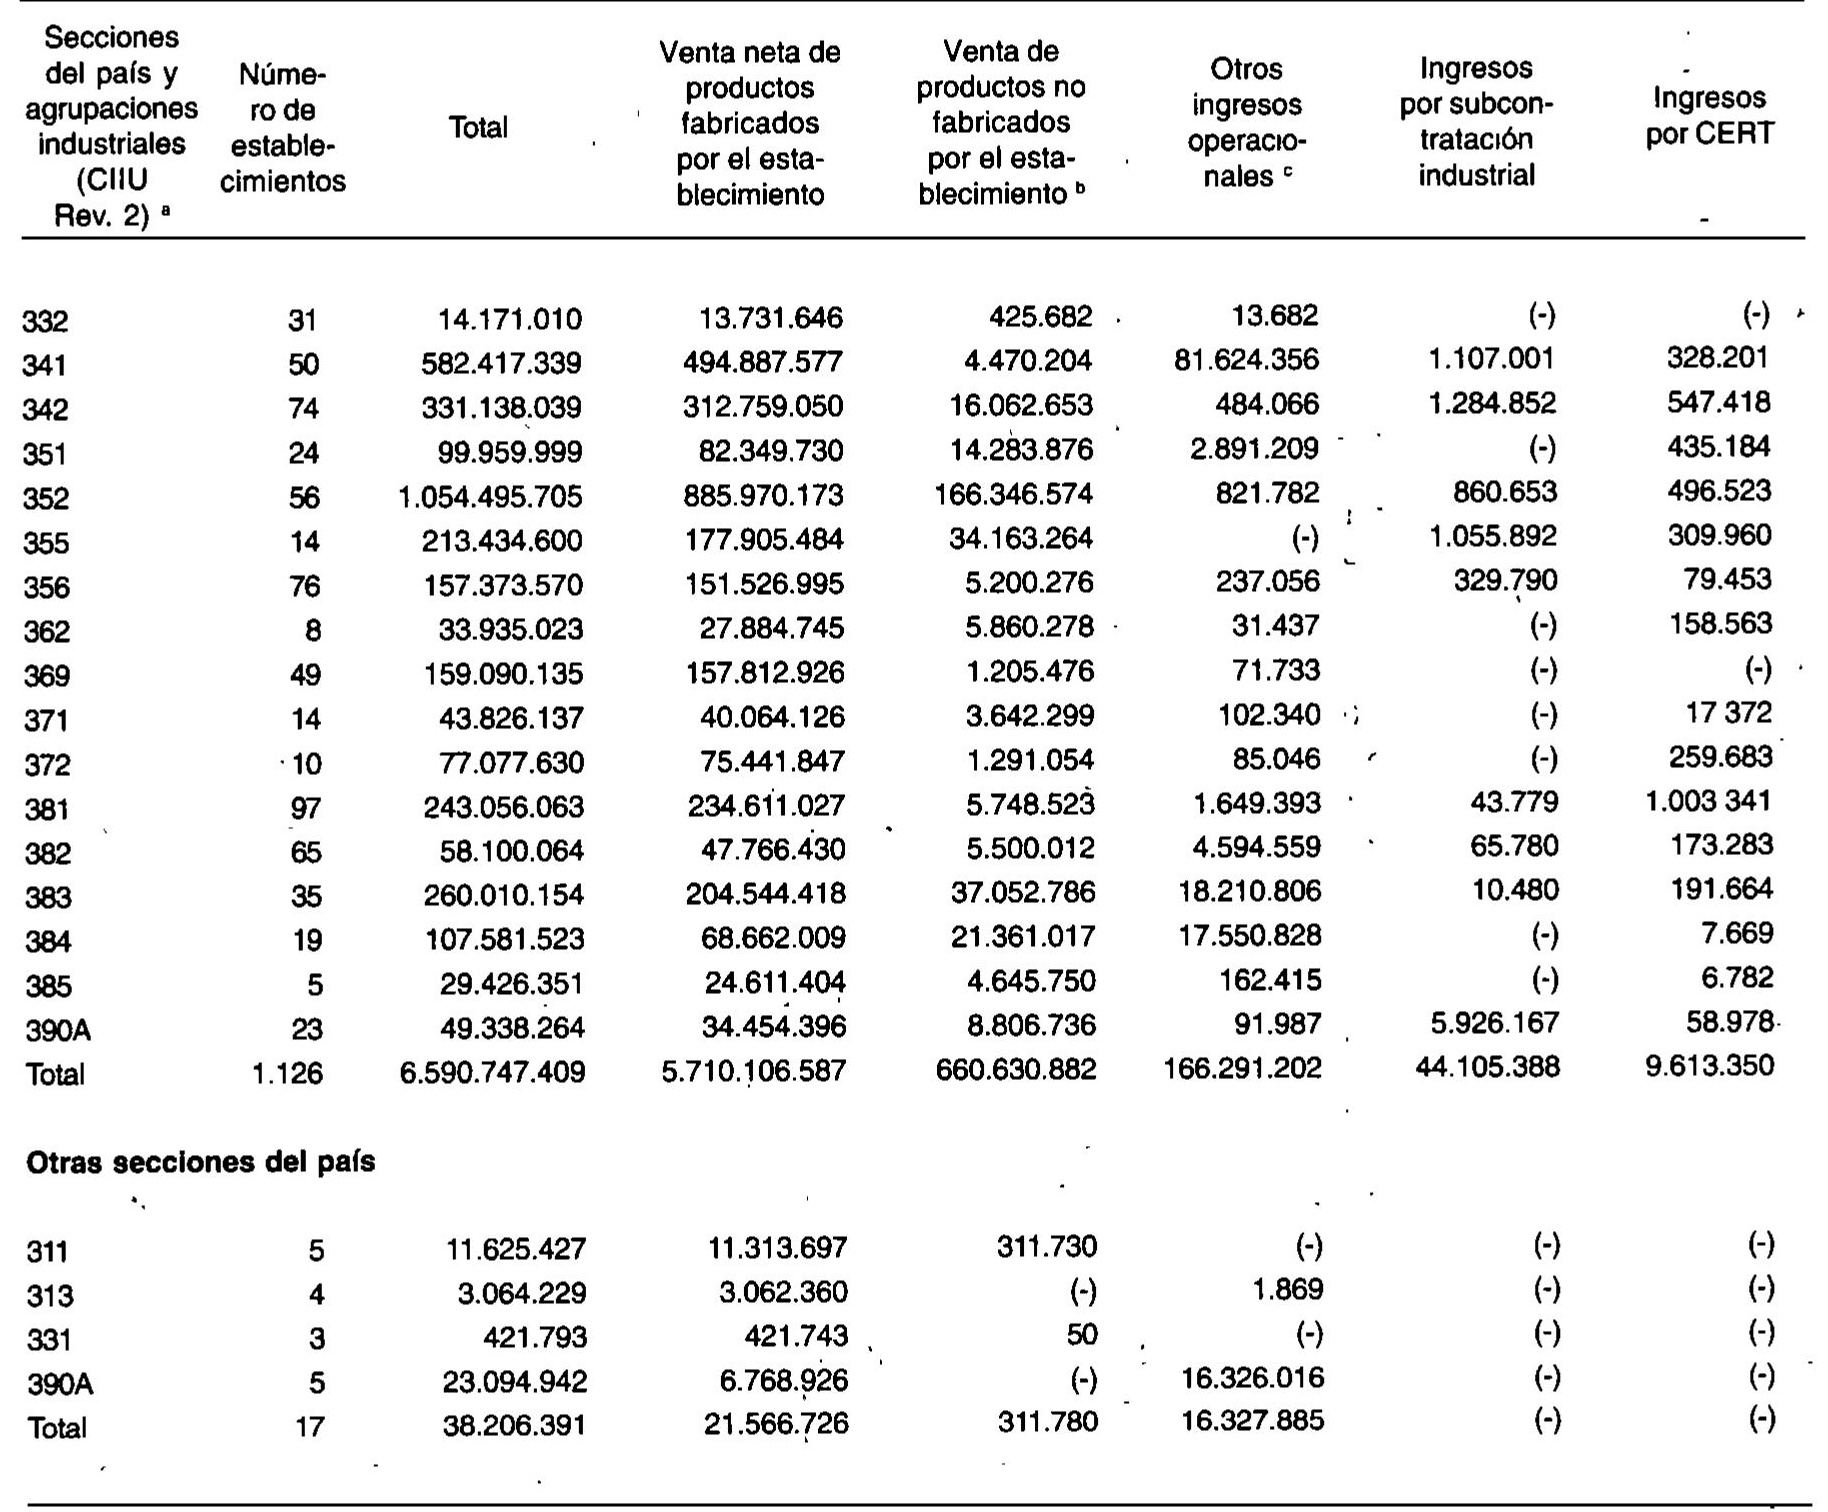 Secciones
del país y
agrupaciones
industriales
(CIIU
Rev. 2) a
Núme-
ro de
estable-
cimientos
Total
Venta neta de
productos
fabricados
por el esta-
blecimiento
Venta de
productos no
fabricados
por el esta-
blecimiento b
Otros
ingresos
operacio-
nales c
Ingresos
por subcon-
tratación
industrial
Ingresos
por CERT
332 31 14.171.010 13.731.646 425.682 13.682 (-) (-)
341 50 582.417.339 494.887.577 4.470.204 81.624.356 1.107.001 328.201
342 74 331.138.039 312.759.050 16.062.653 484.066 1.284.852 547.418
351 24 99.959.999 82.349.730 14.283.876 2.891.209 (-) 435.184
352 56 1.054.495.705 885.970.173 166.346.574 821.782 860.653 496.523
355 14 213.434.600 177.905.484 34.163.264 (-) 1.055.892 309.960
356 76 157.373.570 151.526.995 5.200.276 237.056 329.790 79.453
362 8 33.935.023 27.884.745 5.860.278 31.437 (-) 158.563
369 49 159.090.135 157.812.926 1.205.476 71.733 (-) (-)
371 14 43.826.137 40.064.126 3.642.299 102.340 (-) 17 372
372 10 77.077.630 75.441.847 1.291.054 85.046 (-) 259.683
381 97 243.056.063 234.611.027 5.748.523 1.649.393 43.779 1.003 341
382 65 58.100.064 47.766.430 5.500.012 4.594.559 65.780 173.283
383 35 260.010.154 204.544.418 37.052.786 18.210.806 10.480 191.664
384 19 107.581.523 68.662.009 21.361.017 17.550.828 (-) 7.669
385 5 29.426.351 24.611.404 4.645.750 162.415 (-) 6.782
390A 23 49.338.264 34.454.396 8.806.736 91.987 5.926.167 58.978
Total 1.126 6.590.747.409 5.710.106.587 660.630.882 166.291.202 44.105.388 9.613.350
Otras secciones del país
311 5 11.625.427 11.313.697 311.730 (-) (-) (-)
313 4 3.064.229 3.062.360 (-) 1.869 (-) (-)
331 3 421.793 421.743 50 (-) (-) (-)
390A 5 23.094.942 6.768.926 (-) 16.326.016 (-) (-)
Total 17 38.206.391 21.566.726 311.780 16.327.885 (-) (-)